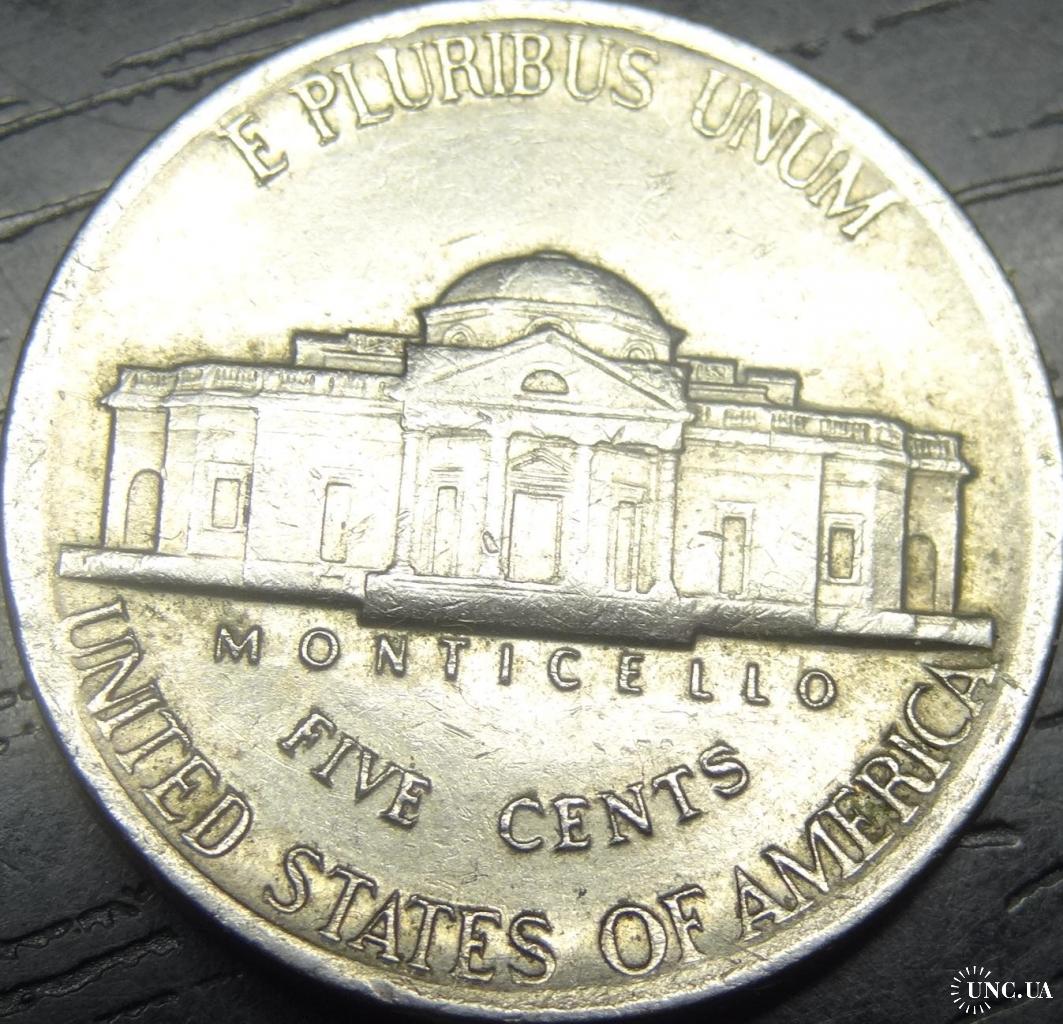 E PLURIBUS UNUM
MONTICELLO
FIVE CENTS
UNITED STATES OF AMERICA
UNC.UA